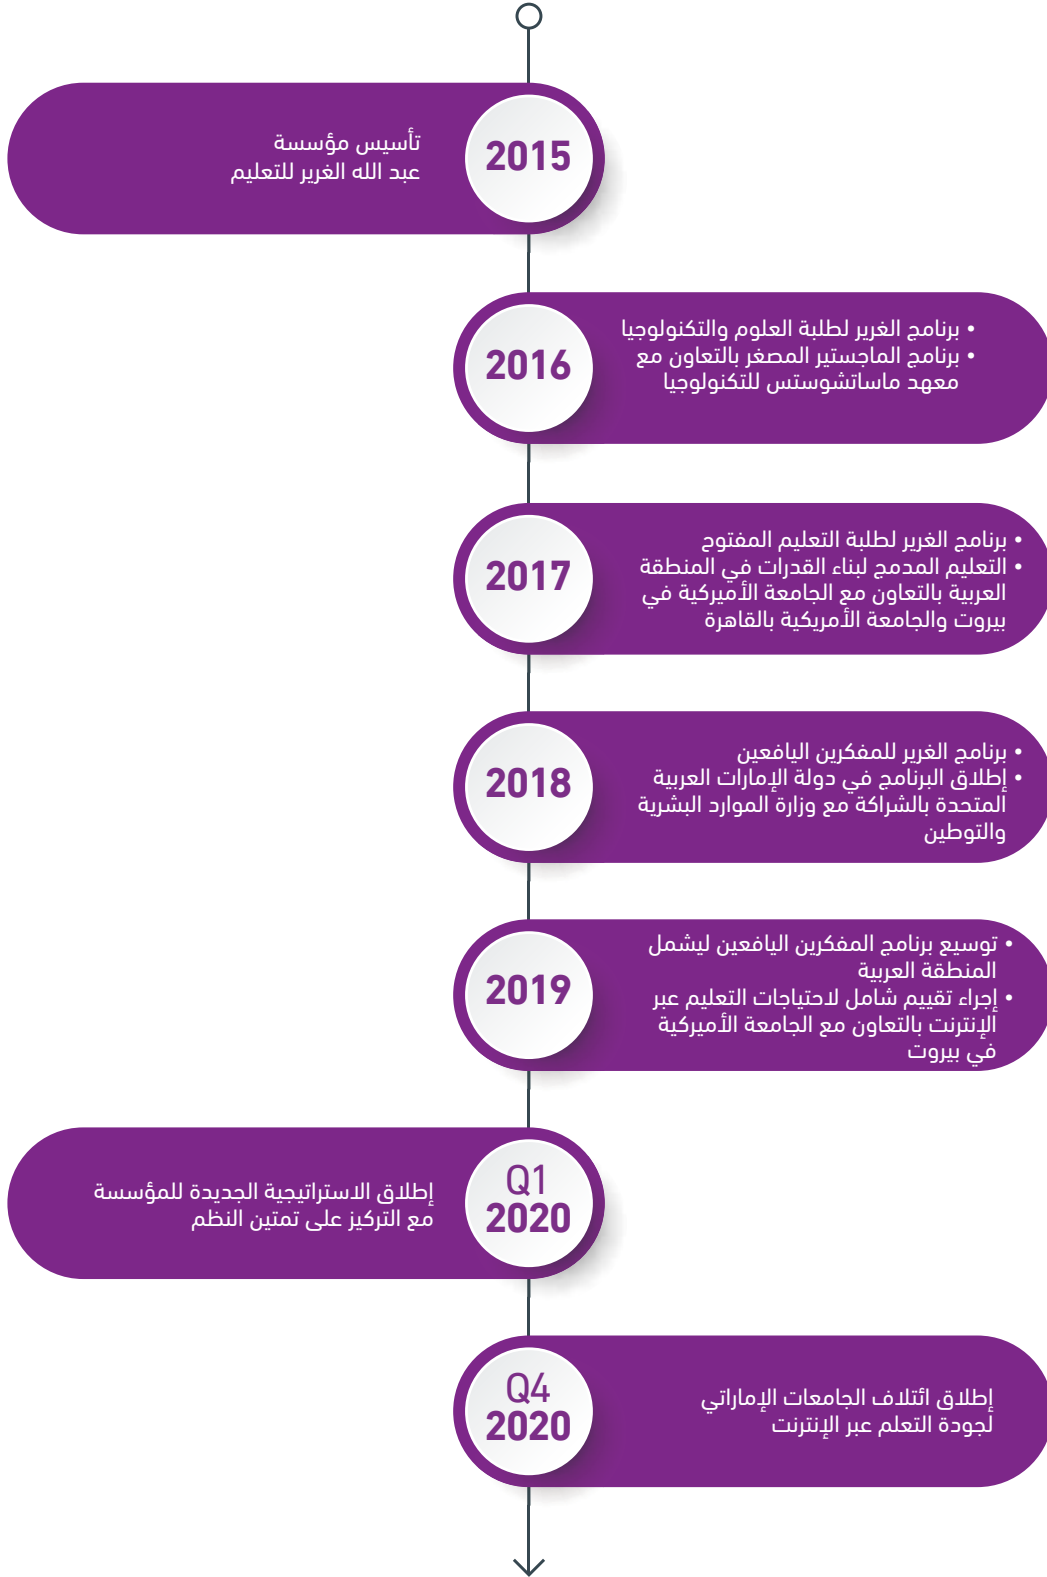 2015
تأسيس مؤسسة
عبد الله الغرير للتعليم
2016
• برنامج الغرير لطلبة العلوم والتكنولوجيا
• برنامج الماجستير المصغر بالتعاون مع
معهد ماساتشوستس للتكنولوجيا
2017
• برنامج الغرير لطلبة التعليم المفتوح
• التعليم المدمج لبناء القدرات في المنطقة
العربية بالتعاون مع الجامعة الأميركية في
بيروت والجامعة الأمريكية بالقاهرة
2018
• برنامج الغرير للمفكرين اليافعين
• إطلاق البرنامج في دولة الإمارات العربية
المتحدة بالشراكة مع وزارة الموارد البشرية
والتوطين
2019
• توسيع برنامج المفكرين اليافعين ليشمل
المنطقة العربية
• إجراء تقييم شامل لاحتياجات التعليم عبر
الإنترنت بالتعاون مع الجامعة الأميركية
في بيروت
Q1
2020
إطلاق الاستراتيجية الجديدة للمؤسسة
مع التركيز على تمتين النظم
Q4
2020
إطلاق ائتلاف الجامعات الإماراتي
لجودة التعلم عبر الإنترنت